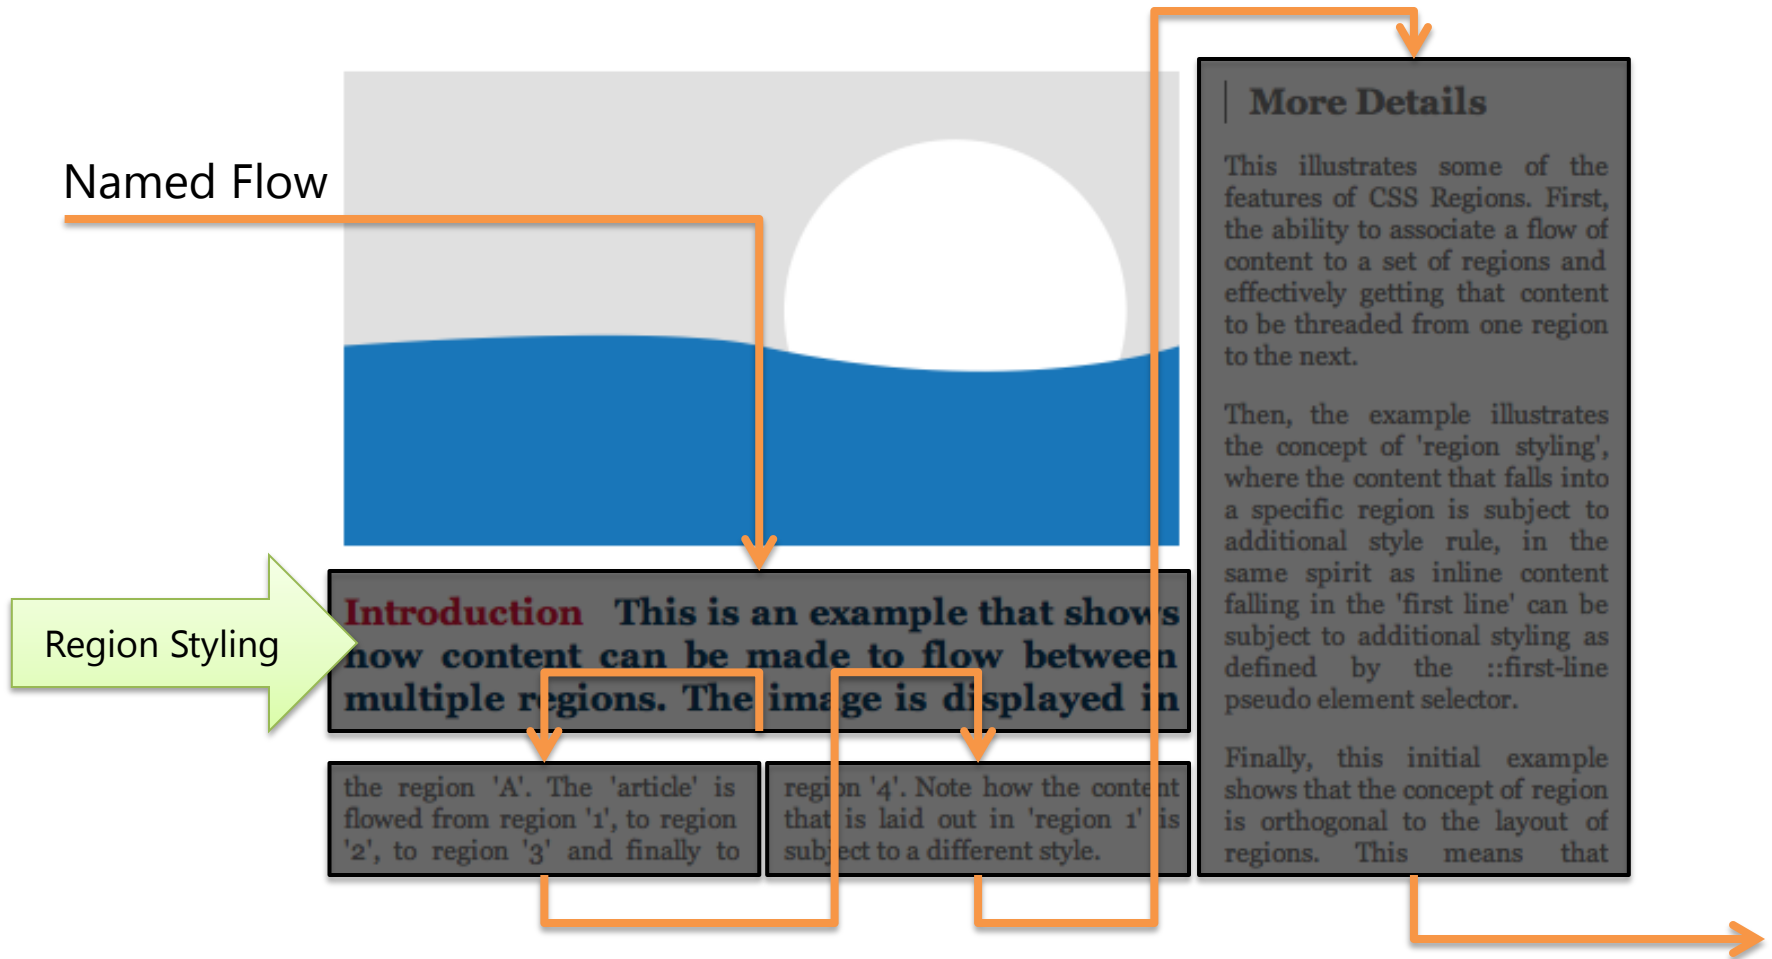 Named Flow
Region Styling
Introduction This is an example that shows
how content can be made to flow between
multiple regions. The image is displayed in
the region 'A'. The 'article' is
flowed from region '1', to region
'2', to region '3' and finally to
region '4'. Note how the content
that is laid out in 'region 1' is
subject to a different style.
More Details
This illustrates some of the
features of CSS Regions. First,
the ability to associate a flow of
content to a set of regions and
effectively getting that content
to be threaded from one region
to the next.
Then, the example illustrates
the concept of 'region styling',
where the content that falls into
a specific region is subject to
additional style rule, in the
same spirit as inline content
falling in the 'first line' can be
subject to additional styling as
defined by the ::first-line
pseudo element selector.
Finally, this initial example
shows that the concept of region
is orthogonal to the layout of
regions. This means that